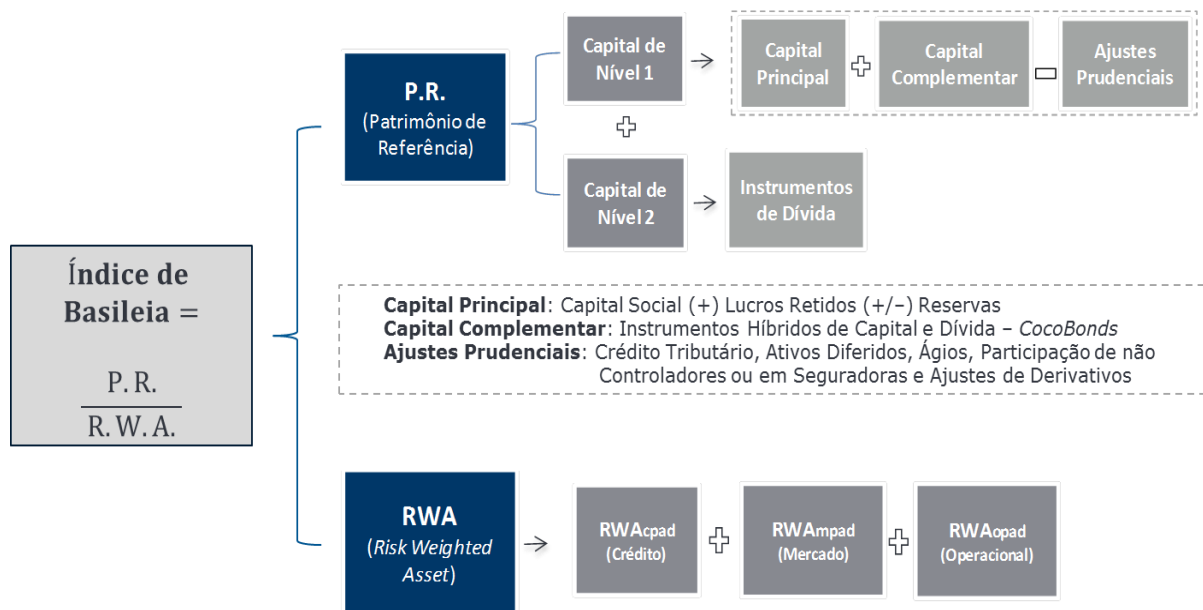 Índice de
Basileia =
P. R.
R. W. A.
P.R.
(Patrimônio de
Referência)
Capital de
Nível 1
Capital
Principal
Capital
Complementar
Ajustes
Prudenciais
Capital de
Nível 2
Instrumentos
de Dívida
Capital Principal: Capital Social (+) Lucros Retidos (+/–) Reservas
Capital Complementar: Instrumentos Híbridos de Capital e Dívida – CocoBonds
Ajustes Prudenciais: Crédito Tributário, Ativos Diferidos, Ágios, Participação de não
Controladores ou em Seguradoras e Ajustes de Derivativos
RWA
(Risk Weighted
Asset)
RWAcpad
(Crédito)
RWAmpad
(Mercado)
RWAopad
(Operacional)